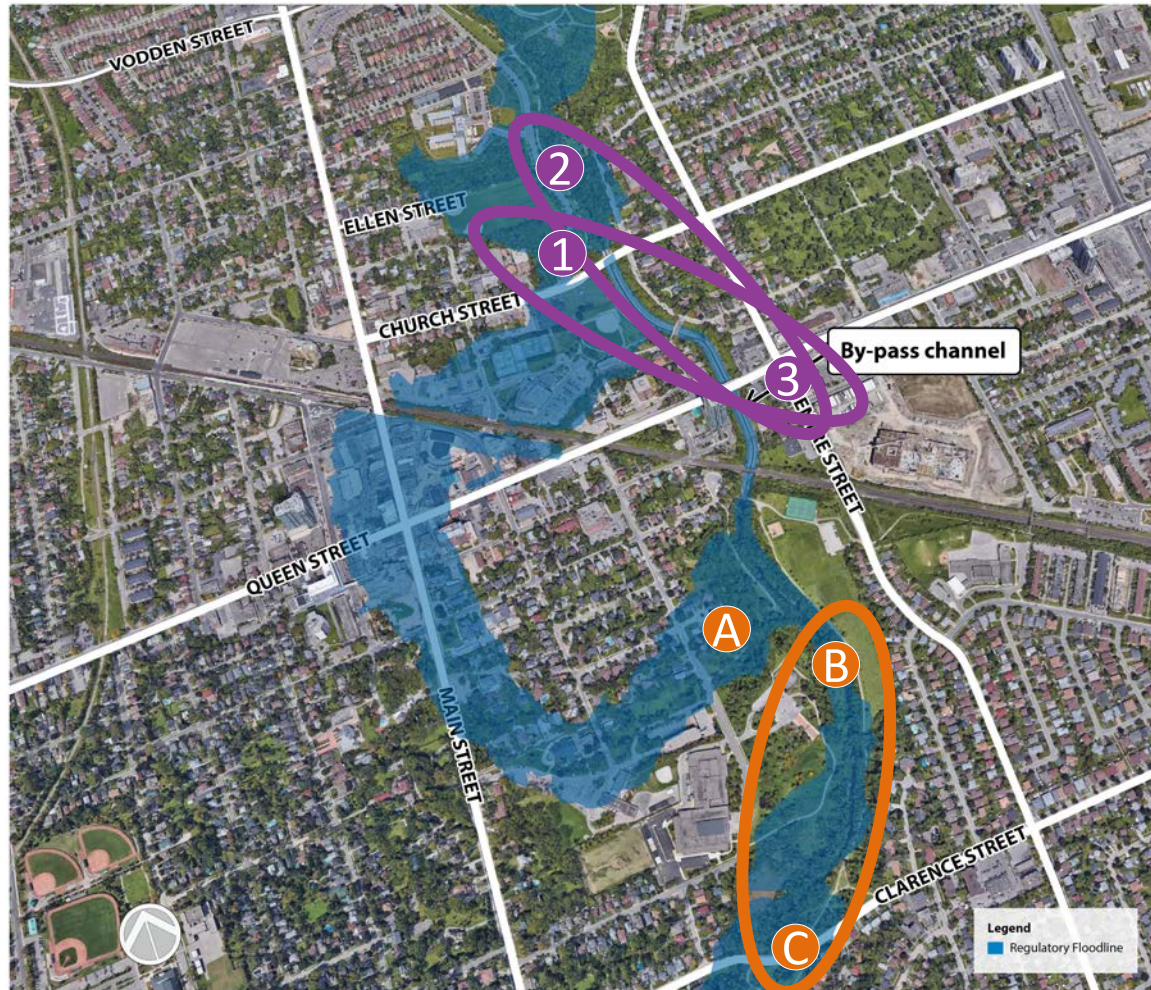 VODDEN STREET
2
ELLEN STREET
1
CHURCH STREET
By-pass channel
3
QUEEN STREET
A
B
MAIN STREET
CLARENCE STREET
C
Legend
Regulatory Floodline